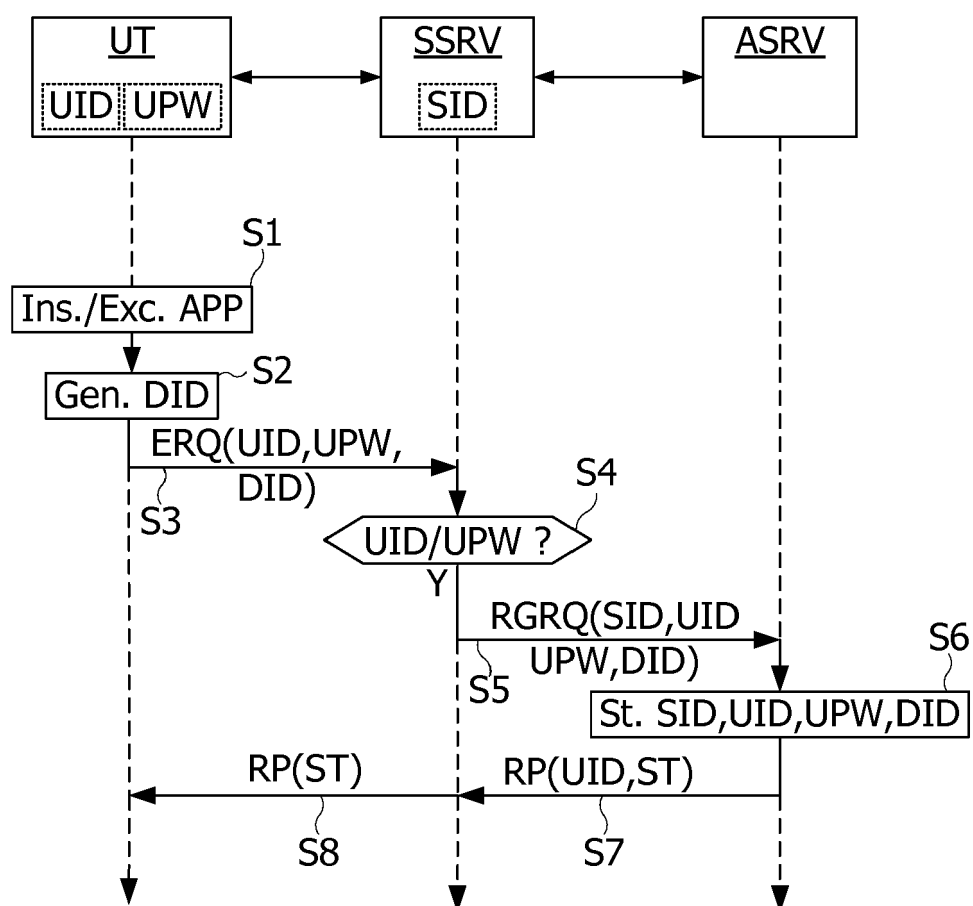 UT
SSRV
ASRV
UID UPW
SID
S1
Ins./Exc. APP
S2
Gen. DID
ERQ(UID,UPW,
DID)
S3
S4
UID/UPW ?
Y
RGRQ(SID,UID
UPW,DID)
S5
S6
St. SID,UID,UPW,DID
RP(ST)
RP(UID,ST)
S8
S7